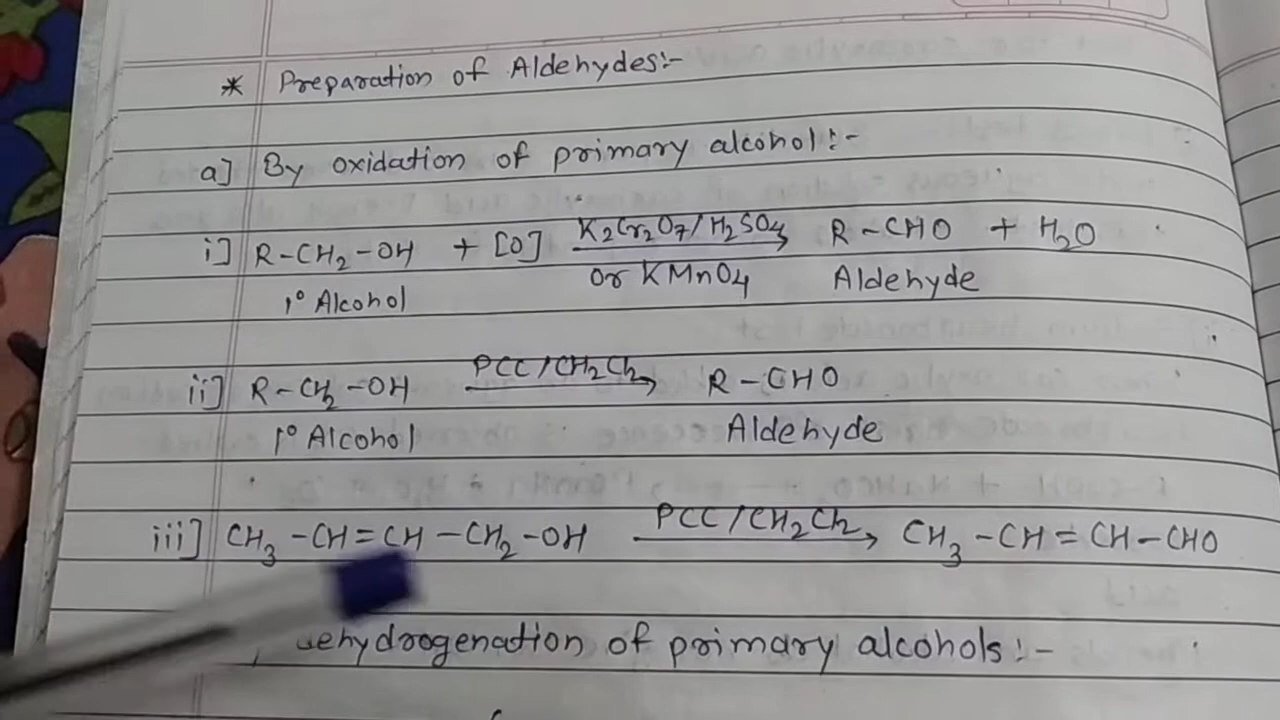 * Preparation of Aldehydes:-
a] By oxidation of primary alcohol:-
i] R-CH₂-OH + [O] K₂Cr₂O₇/H₂SO₄ R-CHO + H₂O
or KMnO₄
1° Alcohol Aldehyde
ii] R-CH₂-OH PCC/CH₂Cl₂ → R-CHO
1° Alcohol Aldehyde
iii] CH₃-CH=CH-CH₂-OH PCC/CH₂Cl₂ → CH₃-CH=CH-CHO
ehydrogenation of primary alcohols:-